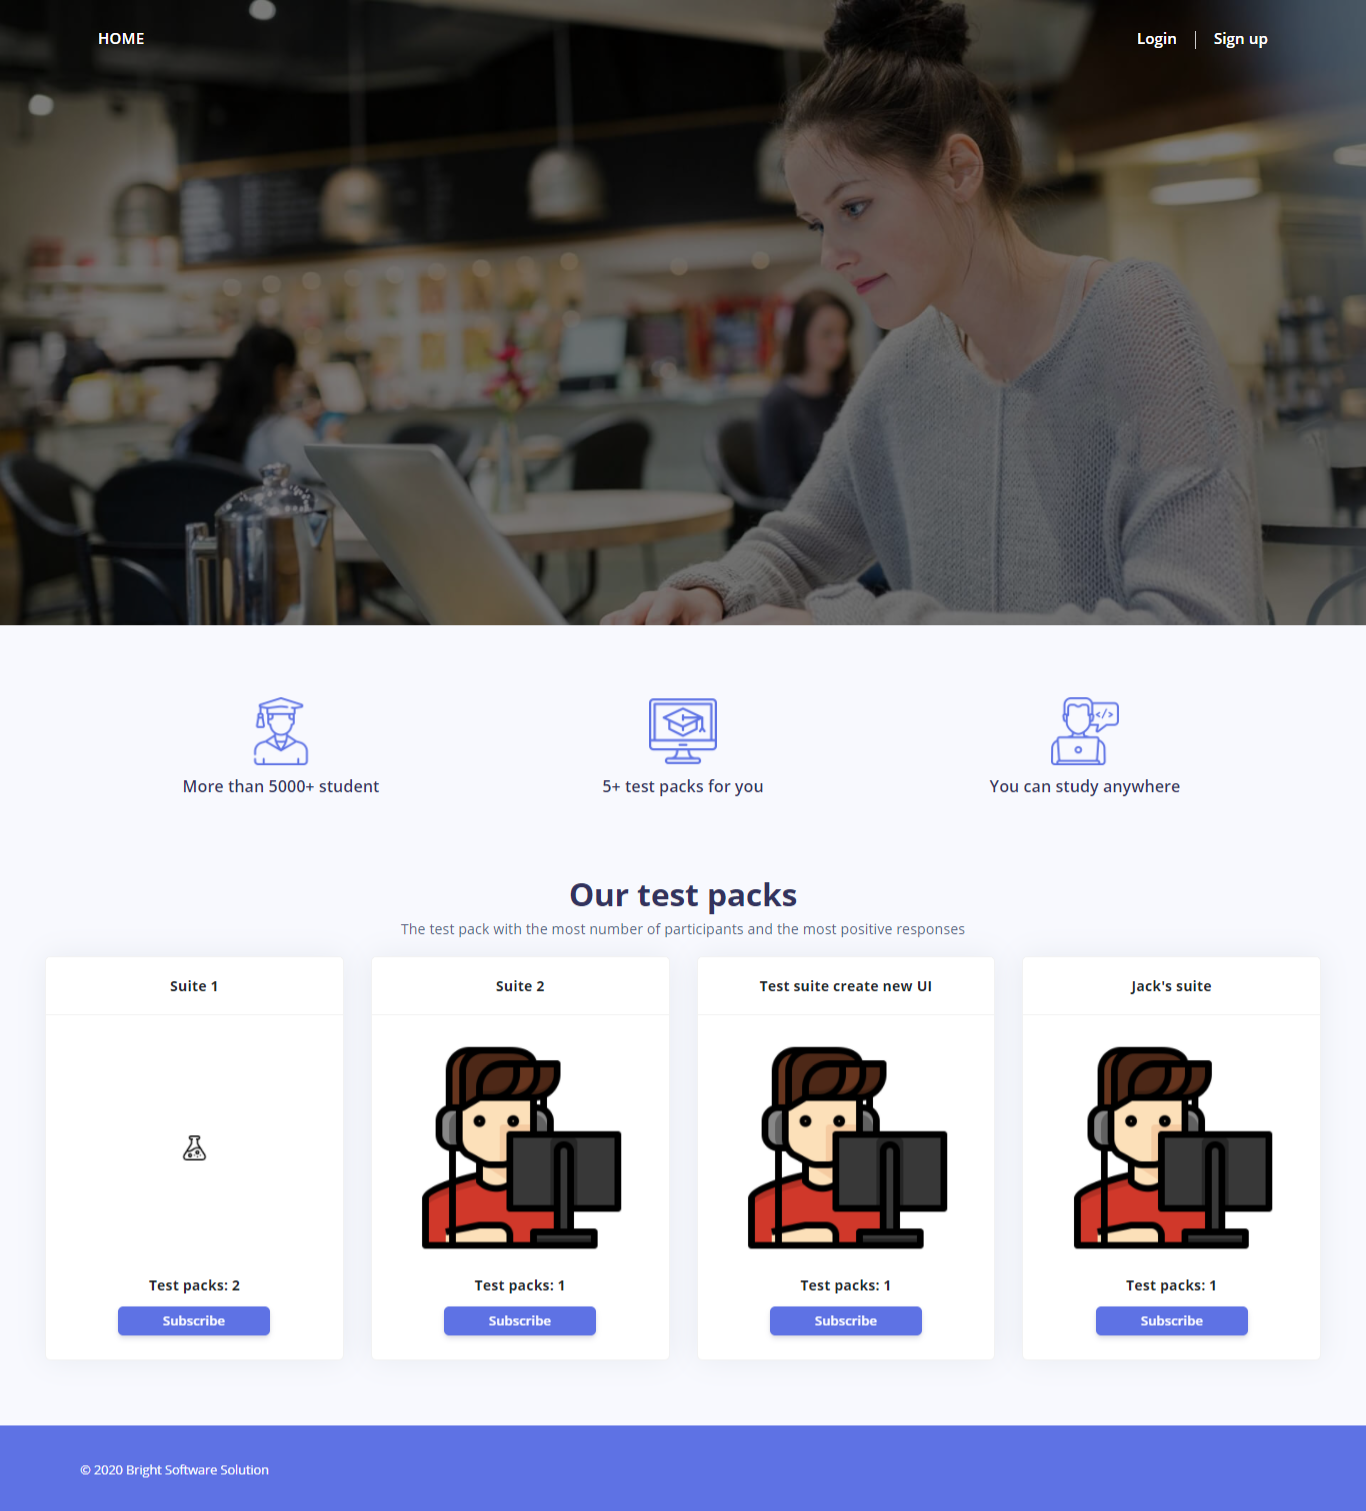 HOME
Login | Sign up
</>
More than 5000+ student
5+ test packs for you
You can study anywhere
Our test packs
The test pack with the most number of participants and the most positive responses
Suite 1
Suite 2
Test suite create new UI
Jack's suite
Test packs: 2
Test packs: 1
Test packs: 1
Test packs: 1
Subscribe
Subscribe
Subscribe
Subscribe
© 2020 Bright Software Solution